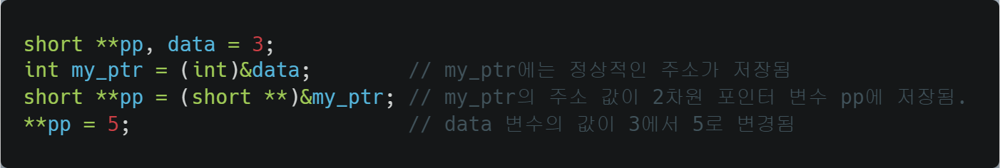 short **pp, data = 3;
int my_ptr = (int)&data; // my_ptr에는 정상적인 주소가 저장됨
short **pp = (short **)&my_ptr; // my_ptr의 주소 값이 2차원 포인터 변수 pp에 저장됨.
**pp = 5; // data 변수의 값이 3에서 5로 변경됨